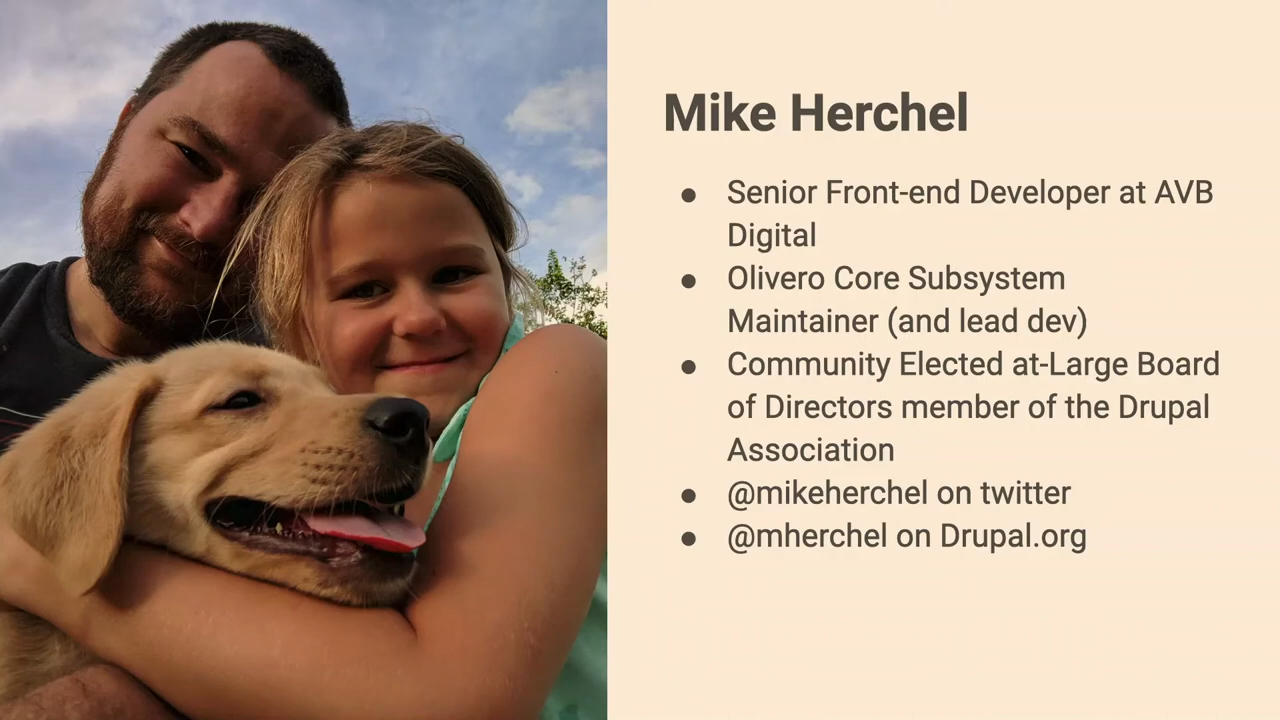 Mike Herchel
● Senior Front-end Developer at AVB
Digital
● Olivero Core Subsystem
Maintainer (and lead dev)
● Community Elected at-Large Board
of Directors member of the Drupal
Association
● @mikeherchel on twitter
● @mherchel on Drupal.org